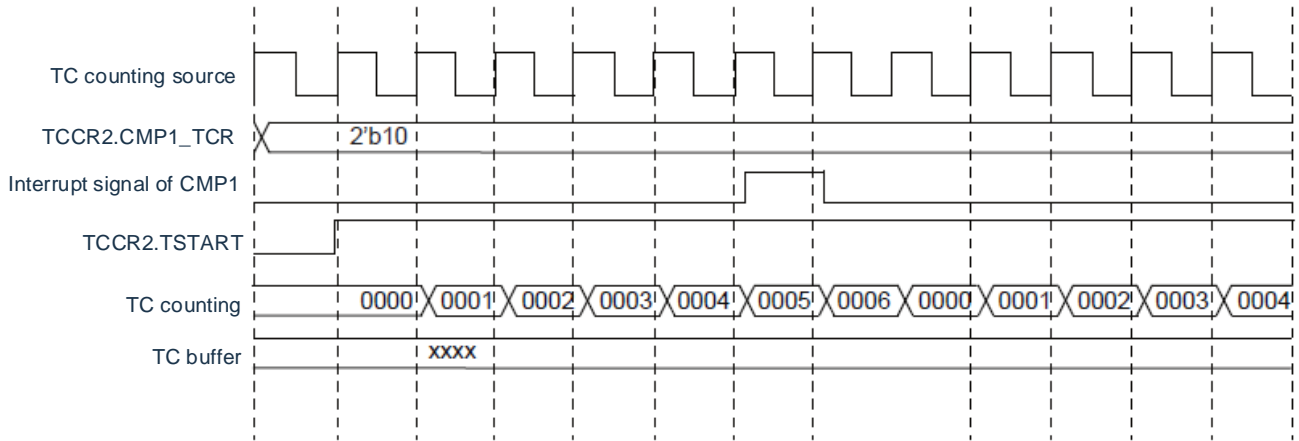 TC counting source
TCCR2.CMP1_TCR 2'b10
Interrupt signal of CMP1
TCCR2.TSTART
TC counting 0000 0001 0002 0003 0004 0005 0006 0000 0001 0002 0003 0004
TC buffer xxxx